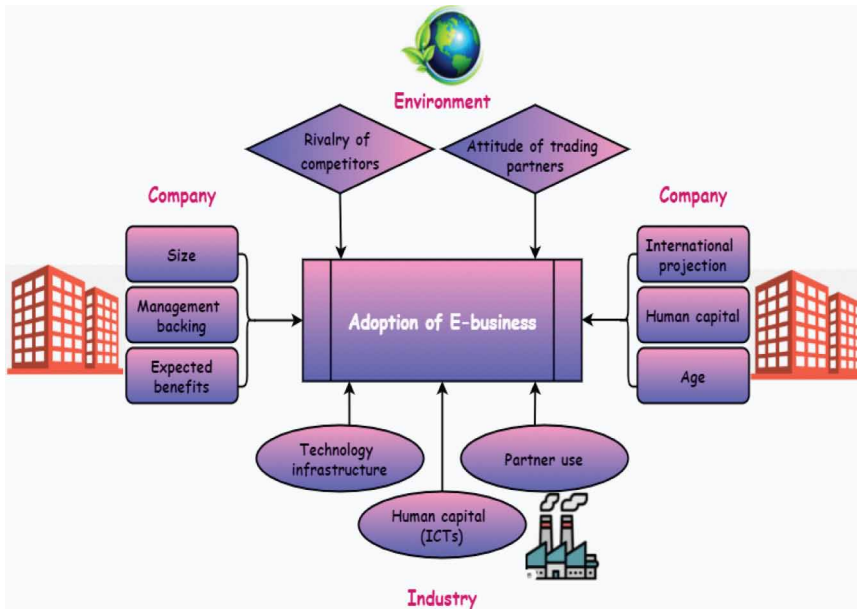 Environment
Rivalry of
competitors
Attitude of trading
partners
Company
Company
Size
Management
backing
Expected
benefits
Adoption of E-business
International
projection
Human capital
Age
Technology
infrastructure
Partner use
Human capital
(ICTs)
Industry